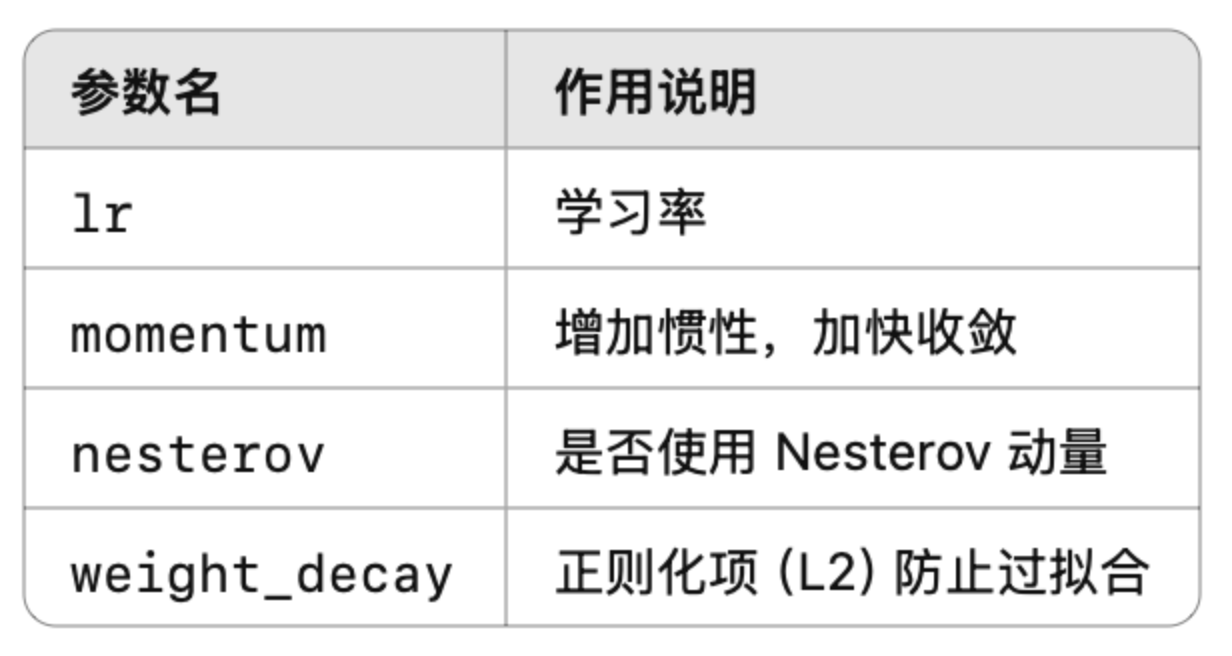 参数名 作用说明
lr 学习率
momentum 增加惯性，加快收敛
nesterov 是否使用 Nesterov 动量
weight_decay 正则化项 (L2) 防止过拟合